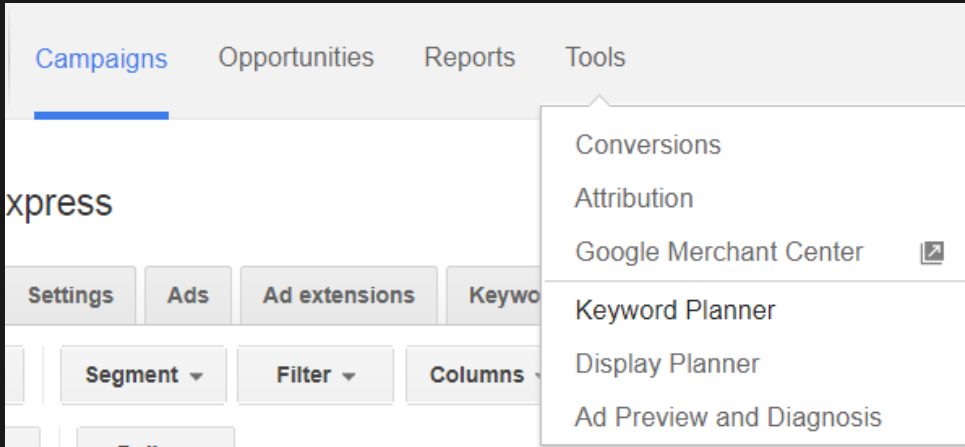 Campaigns Opportunities Reports Tools
Conversions
Attribution
xpress
Google Merchant Center
Settings Ads Ad extensions Keywo
Keyword Planner
Display Planner
Segment Filter Columns
Ad Preview and Diagnosis